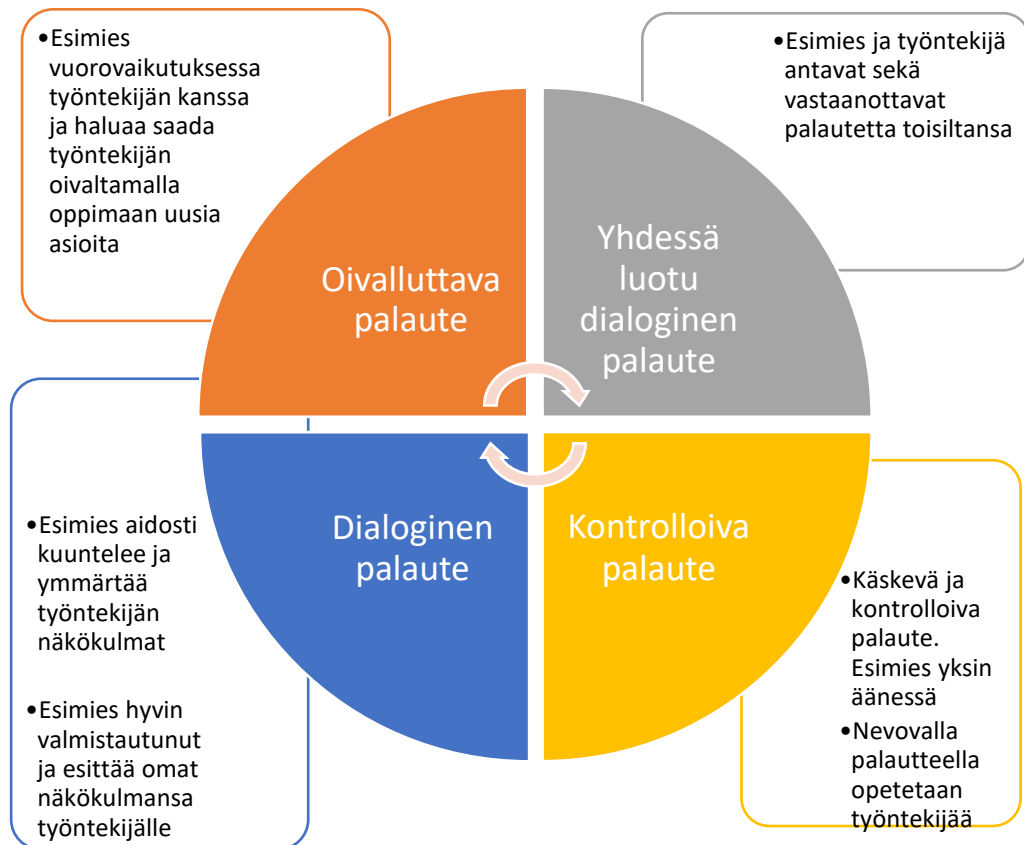 •Esimies
vuorovaikutuksessa
työntekijän kanssa
ja haluaa saada
työntekijän
oivaltamalla
oppimaan uusia
asioita
•Esimies ja työntekijä
antavat sekä
vastaanottavat
palautetta toisiltansa
Oivalluttava
palaute
Yhdessä
luotu
dialoginen
palaute
Dialoginen
palaute
Kontrolloiva
palaute
•Esimies aidosti
kuuntelee ja
ymmärtää
työntekijän
näkökulmat
•Esimies hyvin
valmistautunut
ja esittää omat
näkökulmansa
työntekijälle
•Käskevä ja
kontrolloiva
palaute.
Esimies yksin
äänessä
•Nevovalla
palautteella
opetetaan
työntekijää